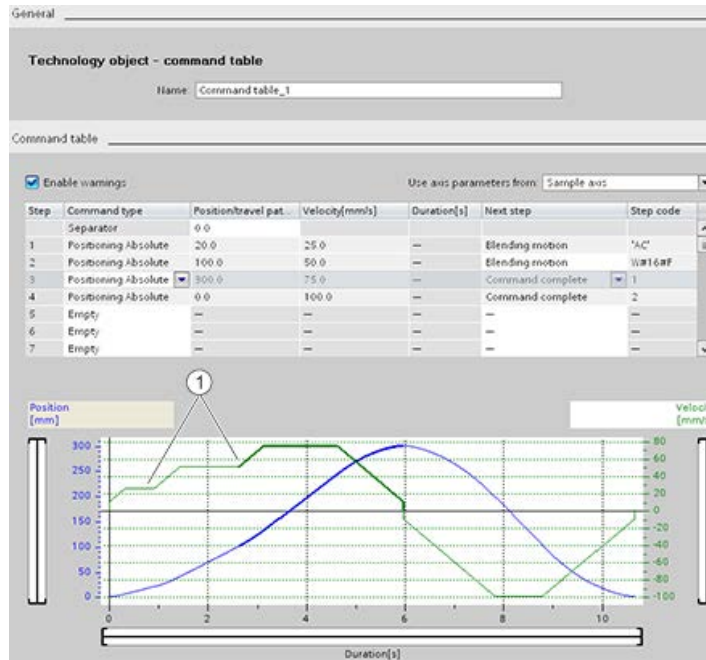 General
Technology object - command table
Name: Command table_1
Command table
Enable warnings Use axis parameters from: Sample axis
Step Command type Position/travel pat... Velocity[mm/s] Duration[s] Next step Step code
Separator 0.0
1 Positioning Absolute 20.0 25.0 — Blending motion "AC"
2 Positioning Absolute 100.0 50.0 — Blending motion W#16#F
3 Positioning Absolute 300.0 75.0 — Command complete 1
4 Positioning Absolute 0.0 100.0 — Command complete 2
5 Empty — — — — —
6 Empty — — — — —
7 Empty — — — — —
1
Position Veloci
[mm] [mm/
300 80
250 60
200 40
150 20
100 0
50 -20
0 -40
-60
-80
-100
0 2 4 6 8 10
Duration[s]